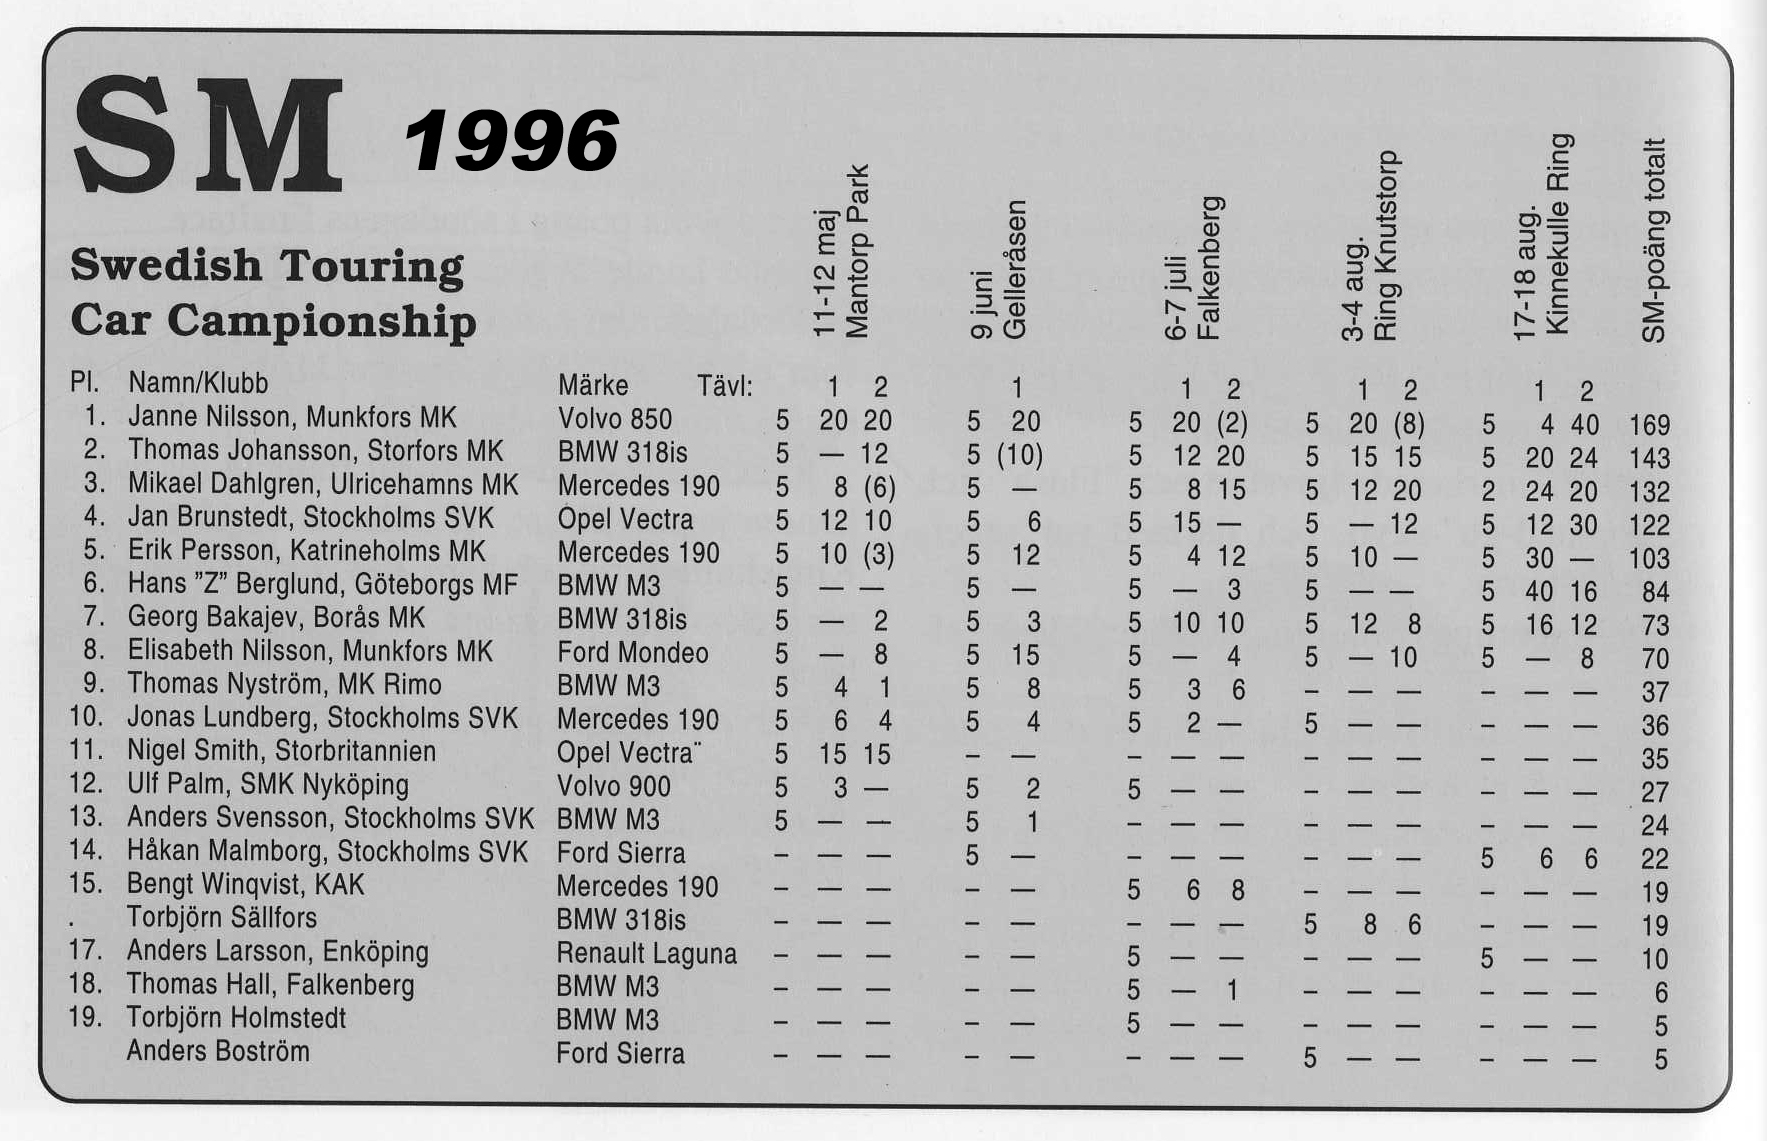 SM 1996
Swedish Touring
Car Campionship
11-12 maj
Mantorp Park
9 juni
Gelleråsen
6-7 juli
Falkenberg
3-4 aug.
Ring Knutstorp
17-18 aug.
Kinnekulle Ring
SM-poäng totalt
Pl. Namn/Klubb Märke Tävl: 1 2 1 1 2 1 2 1 2
1. Janne Nilsson, Munkfors MK Volvo 850 5 20 20 5 20 5 20 (2) 5 20 (8) 5 4 40 169
2. Thomas Johansson, Storfors MK BMW 318is 5 — 12 5 (10) 5 12 20 5 15 15 5 20 24 143
3. Mikael Dahlgren, Ulricehamns MK Mercedes 190 5 8 (6) 5 — 5 8 15 5 12 20 2 24 20 132
4. Jan Brunstedt, Stockholms SVK Opel Vectra 5 12 10 5 6 5 15 — 5 — 12 5 12 30 122
5. Erik Persson, Katrineholms MK Mercedes 190 5 10 (3) 5 12 5 4 12 5 10 — 5 30 — 103
6. Hans "Z" Berglund, Göteborgs MF BMW M3 5 — — 5 — 5 — 3 5 — — 5 40 16 84
7. Georg Bakajev, Borås MK BMW 318is 5 — 2 5 3 5 10 10 5 12 8 5 16 12 73
8. Elisabeth Nilsson, Munkfors MK Ford Mondeo 5 — 8 5 15 5 — 4 5 — 10 5 — 8 70
9. Thomas Nyström, MK Rimo BMW M3 5 4 1 5 8 5 3 6 – — — – — — 37
10. Jonas Lundberg, Stockholms SVK Mercedes 190 5 6 4 5 4 5 2 — 5 — — – — — 36
11. Nigel Smith, Storbritannien Opel Vectra¨ 5 15 15 – — – — — – — — – — — 35
12. Ulf Palm, SMK Nyköping Volvo 900 5 3 — 5 2 5 — — – — — – — — 27
13. Anders Svensson, Stockholms SVK BMW M3 5 — — 5 1 – — — – — — – — — 24
14. Håkan Malmborg, Stockholms SVK Ford Sierra – — — 5 — – — — – — — 5 6 6 22
15. Bengt Winqvist, KAK Mercedes 190 – — — – — 5 6 8 – — — – — — 19
. Torbjörn Sällfors BMW 318is – — — – — – — — 5 8 6 – — — 19
17. Anders Larsson, Enköping Renault Laguna – — — – — 5 — — – — — 5 — — 10
18. Thomas Hall, Falkenberg BMW M3 – — — – — 5 — 1 – — — – — — 6
19. Torbjörn Holmstedt BMW M3 – — — – — 5 — — – — — – — — 5
Anders Boström Ford Sierra – — — – — – — — 5 — — – — — 5